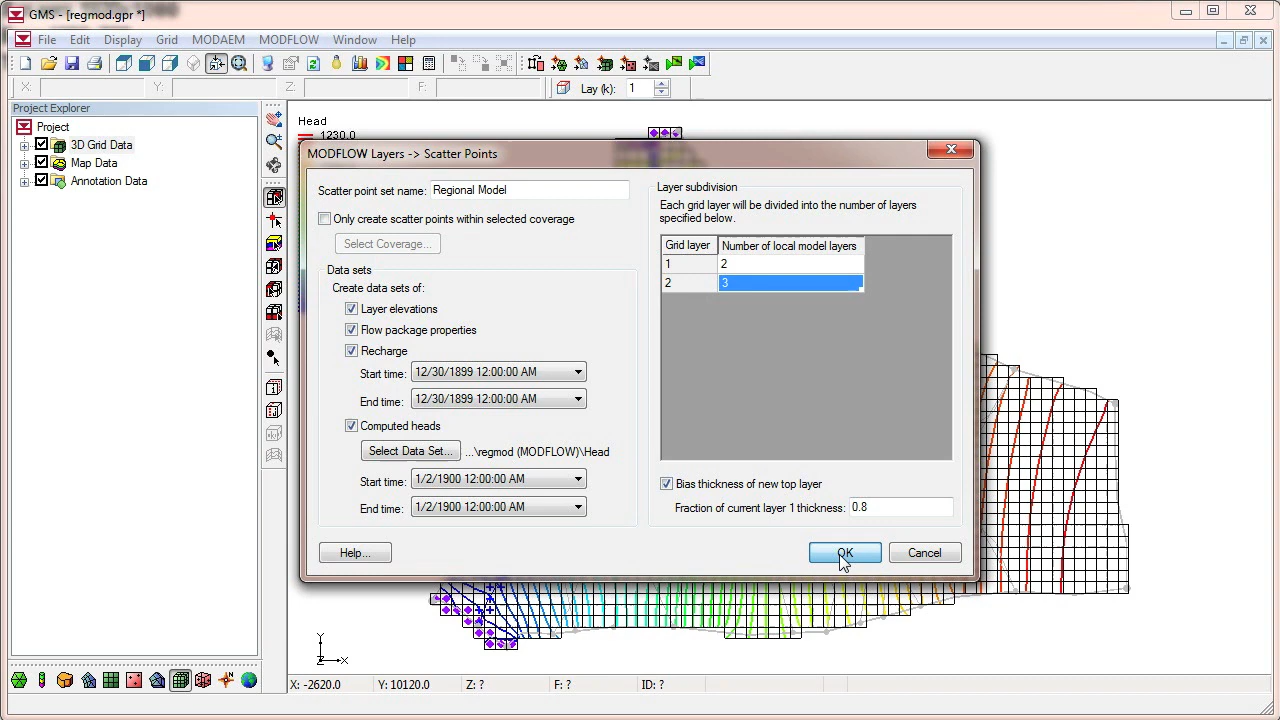 GMS - [regmod.gpr *]
File Edit Display Grid MODAEM MODFLOW Window Help
X: Y: Z: F: Lay (k): 1
Project Explorer
Project
3D Grid Data
Map Data
Annotation Data
Head
1230.0
MODFLOW Layers -> Scatter Points
Scatter point set name: Regional Model
Only create scatter points within selected coverage
Select Coverage...
Data sets
Create data sets of:
Layer elevations
Flow package properties
Recharge
Start time: 12/30/1899 12:00:00 AM
End time: 12/30/1899 12:00:00 AM
Computed heads
Select Data Set... ...\regmod (MODFLOW)\Head
Start time: 1/2/1900 12:00:00 AM
End time: 1/2/1900 12:00:00 AM
Layer subdivision
Each grid layer will be divided into the number of layers
specified below.
Grid layer Number of local model layers
1 2
2 3
Bias thickness of new top layer
Fraction of current layer 1 thickness: 0.8
Help... OK Cancel
Y
Z X
X: -2620.0 Y: 10120.0 Z: ? F: ? ID: ?